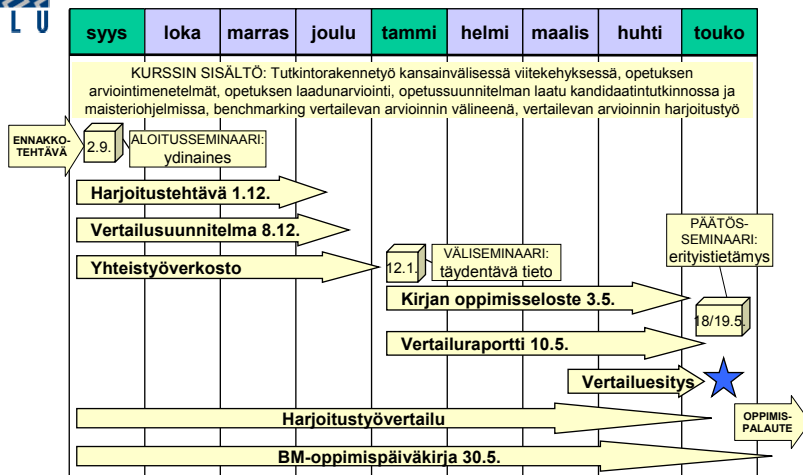 L U
syys loka marras joulu tammi helmi maalis huhti touko
KURSSIN SISÄLTÖ: Tutkintorakennetyö kansainvälisessä viitekehyksessä, opetuksen
arviointimenetelmät, opetuksen laadunarviointi, opetussuunnitelman laatu kandidaatintutkinnossa ja
maisteriohjelmissa, benchmarking vertailevan arvioinnin välineenä, vertailevan arvioinnin harjoitustyö
ENNAKKO-
TEHTÄVÄ
2.9.
ALOITUSSEMINAARI:
ydinaines
Harjoitustehtävä 1.12.
Vertailusuunnitelma 8.12.
Yhteistyöverkosto
12.1.
VÄLISEMINAARI:
täydentävä tieto
PÄÄTÖS-
SEMINAARI:
erityistietämys
Kirjan oppimisseloste 3.5.
18/19.5.
Vertailuraportti 10.5.
Vertailuesitys
Harjoitustyövertailu
OPPIMIS-
PALAUTE
BM-oppimispäiväkirja 30.5.